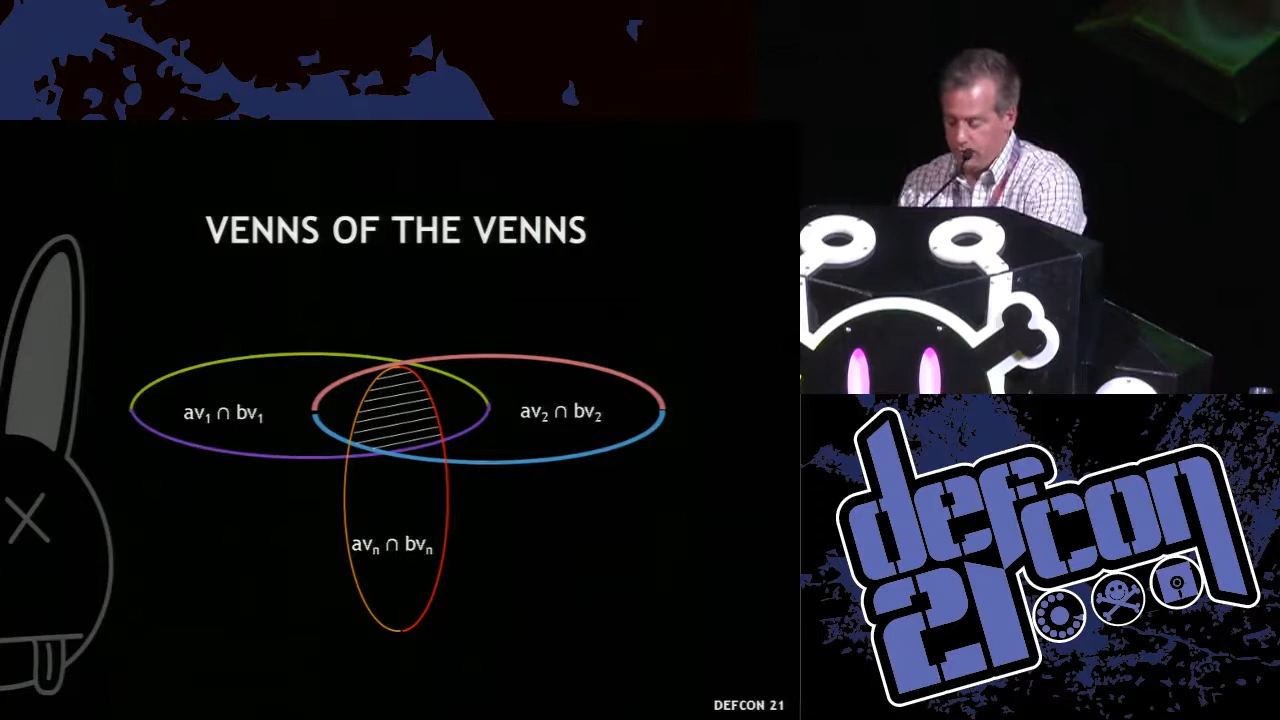 VENNS OF THE VENNS
av₁ ∩ bv₁
av₂ ∩ bv₂
avₙ ∩ bvₙ
DEFCON 21
defcon
21